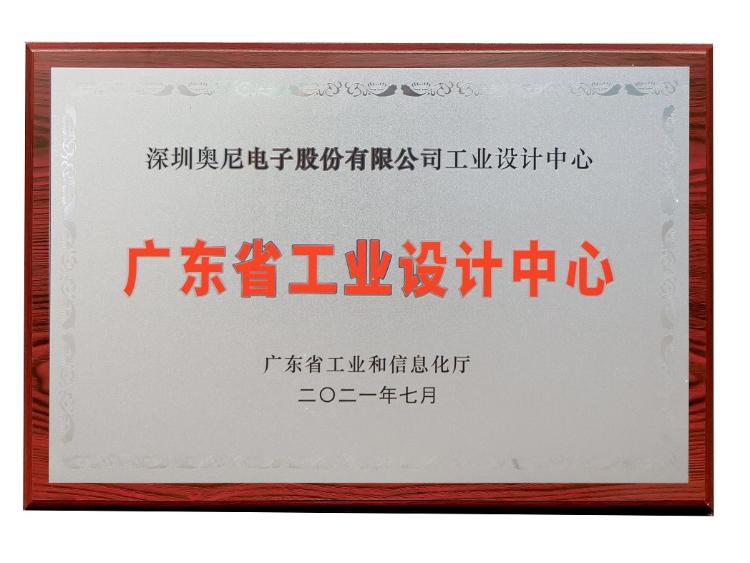 深圳奥尼电子股份有限公司工业设计中心
广东省工业设计中心
广东省工业和信息化厅
二〇二一年七月